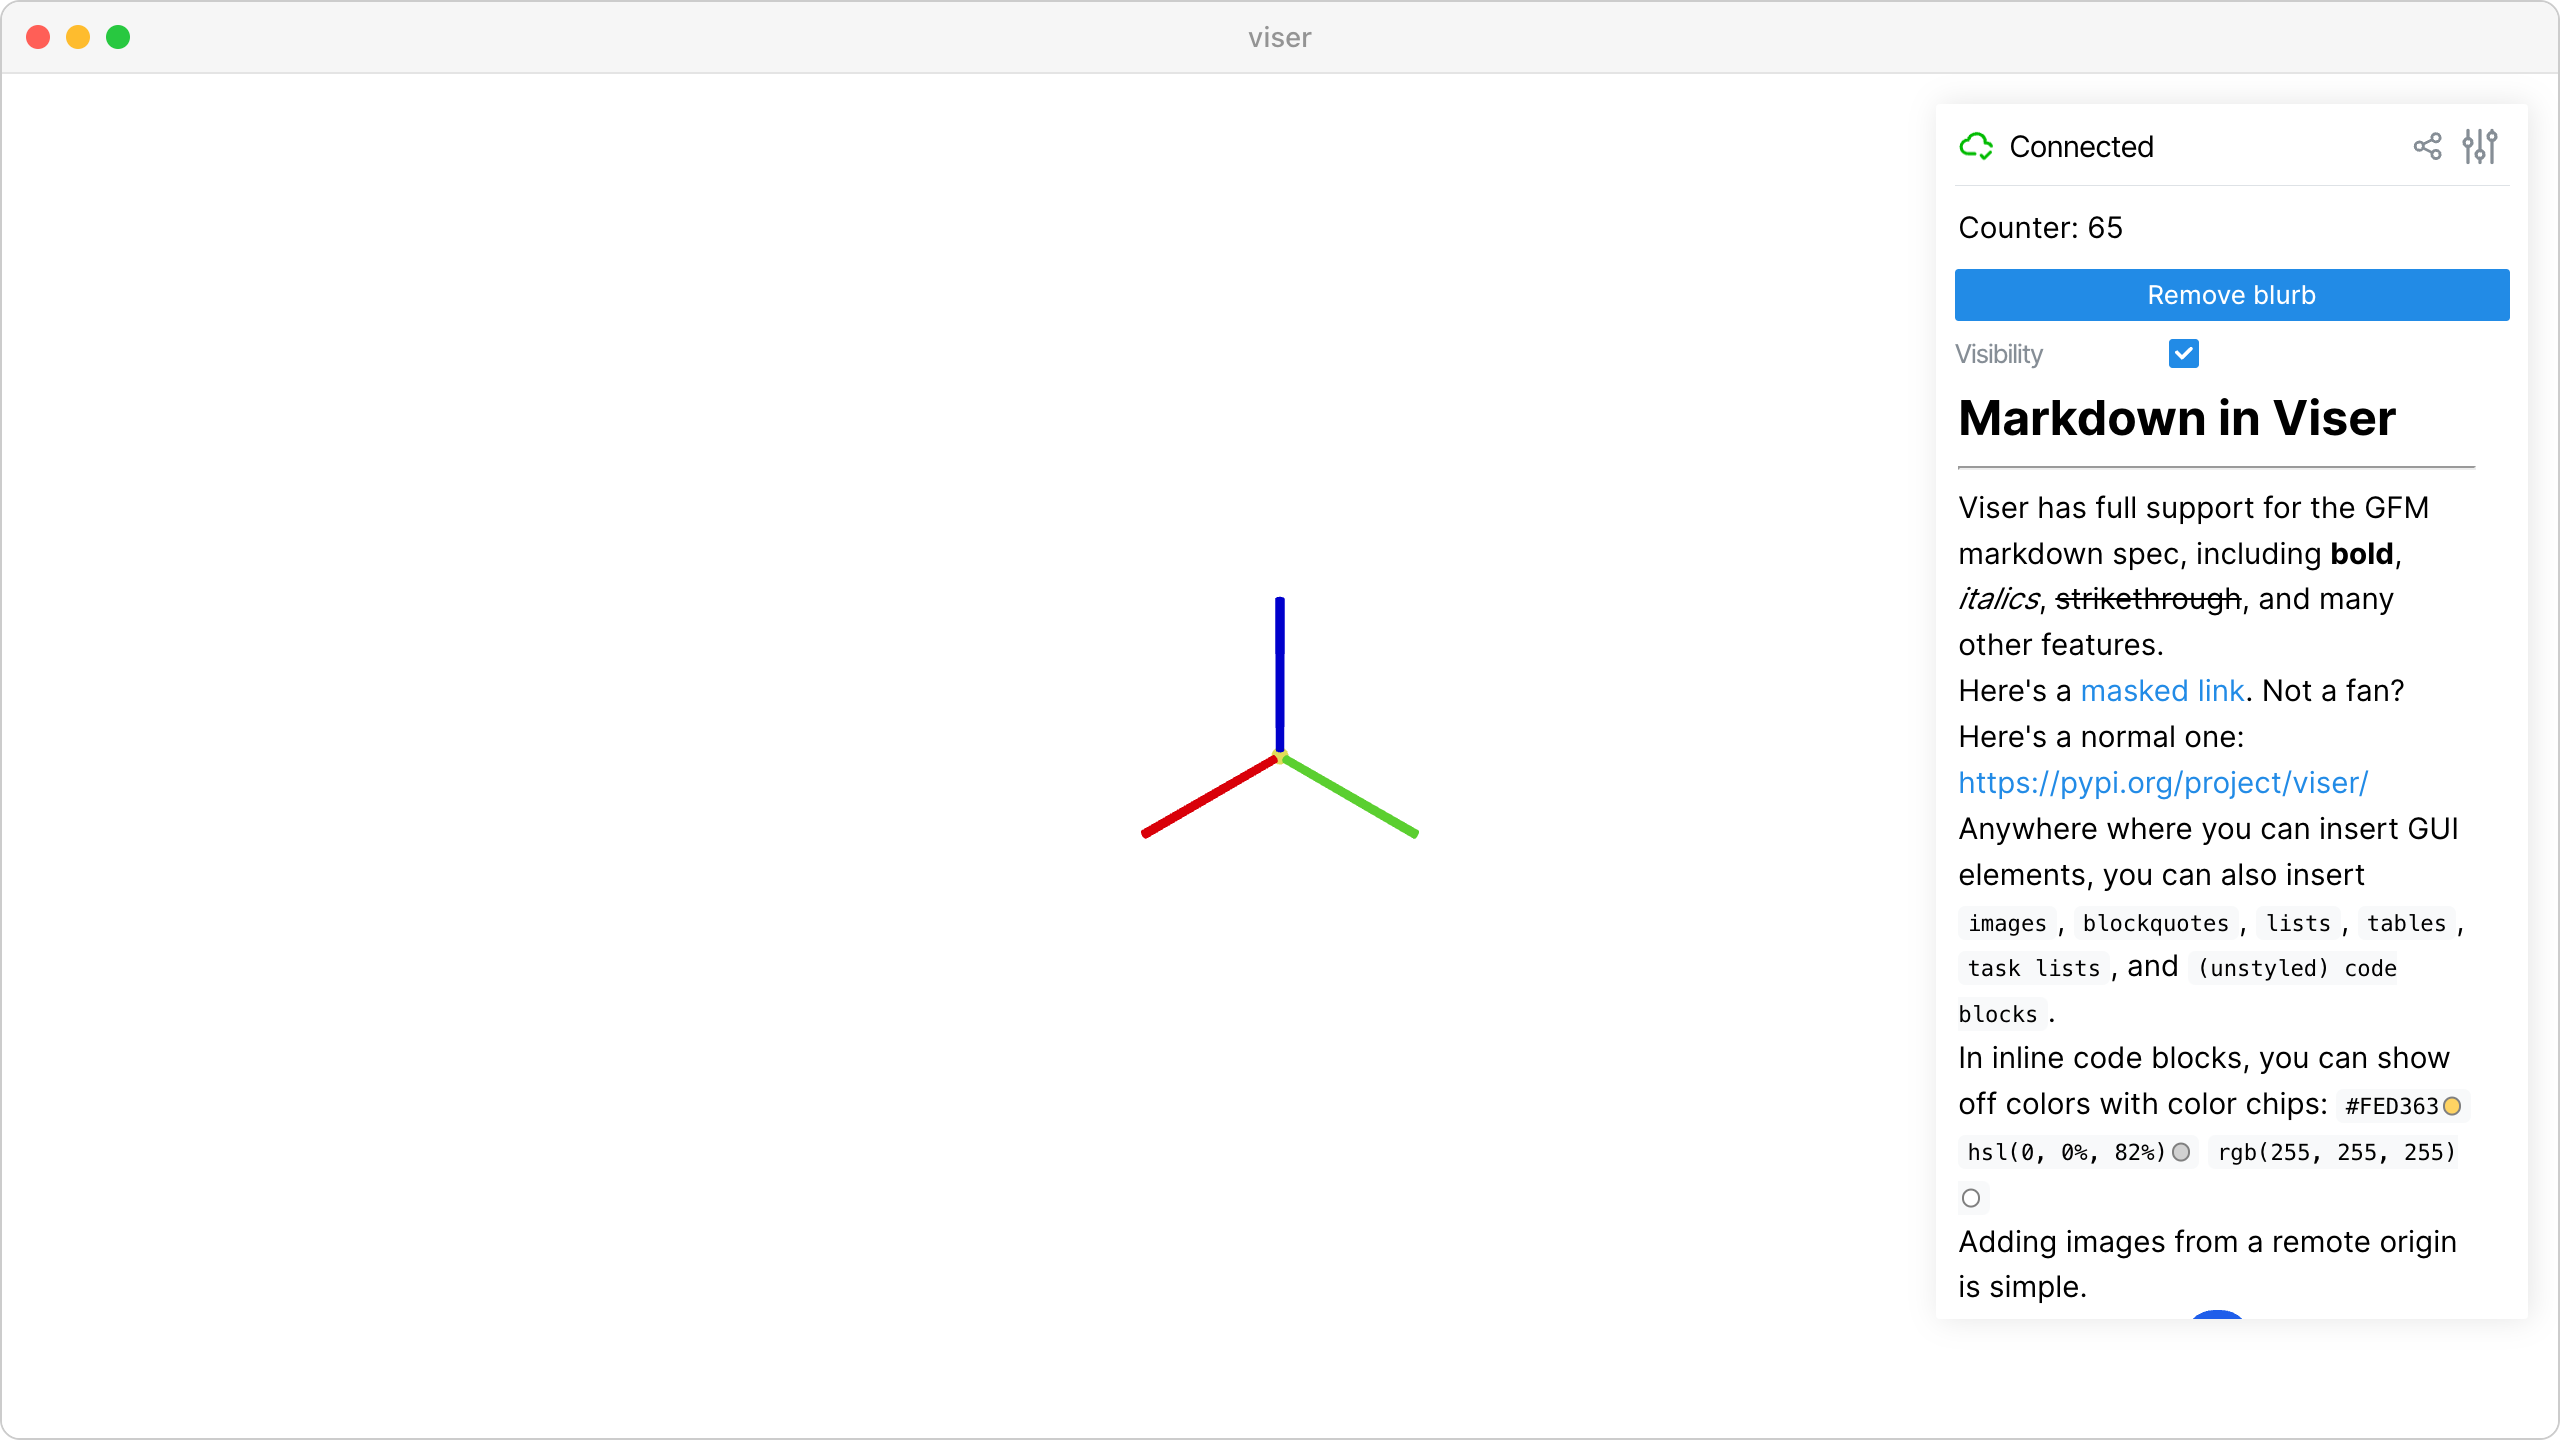 viser
Connected
Counter: 65
Remove blurb
Visibility
Markdown in Viser
Viser has full support for the GFM
markdown spec, including bold,
italics, strikethrough, and many
other features.
Here's a masked link. Not a fan?
Here's a normal one:
https://pypi.org/project/viser/
Anywhere where you can insert GUI
elements, you can also insert
images, blockquotes, lists, tables,
task lists, and (unstyled) code
blocks.
In inline code blocks, you can show
off colors with color chips: #FED363
hsl(0, 0%, 82%) rgb(255, 255, 255)
Adding images from a remote origin
is simple.